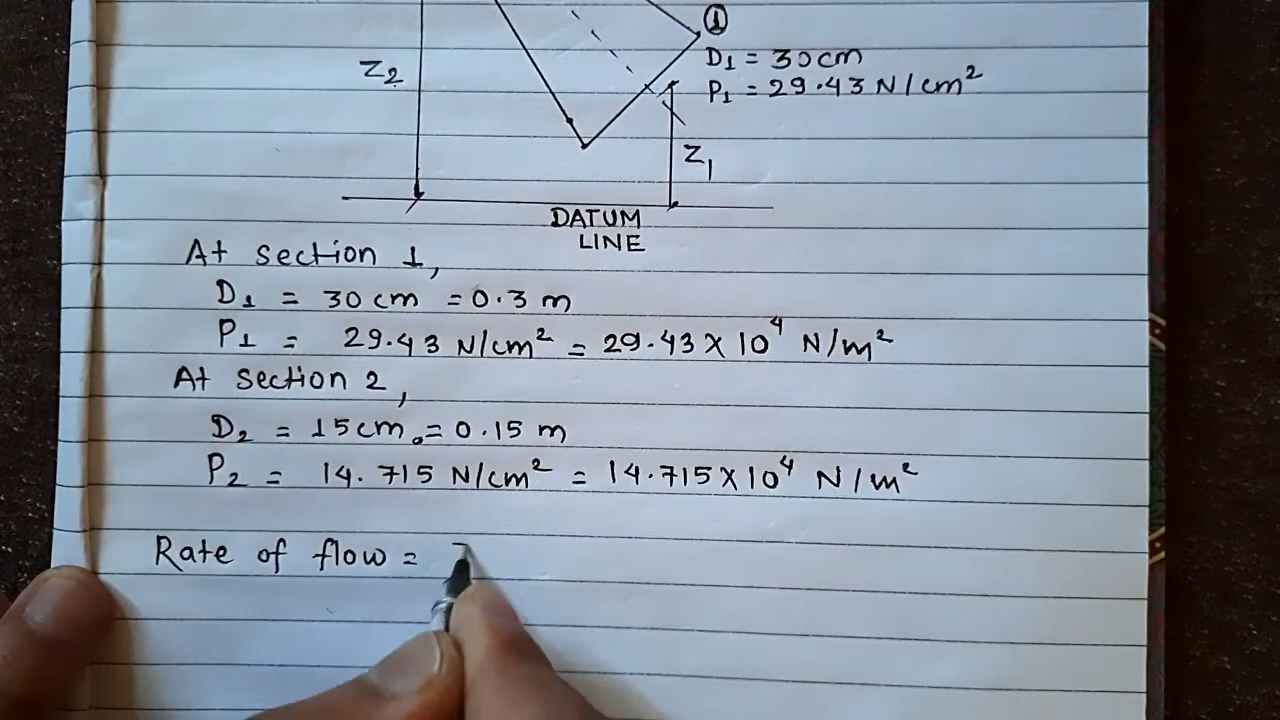 ①
D1 = 30cm
Z2
P1 = 29.43 N/cm²
Z1
DATUM
LINE
At section 1,
D1 = 30 cm = 0.3 m
P1 = 29.43 N/cm² = 29.43 × 10⁴ N/m²
At section 2,
D2 = 15cm = 0.15 m
P2 = 14.715 N/cm² = 14.715×10⁴ N/m²
Rate of flow =